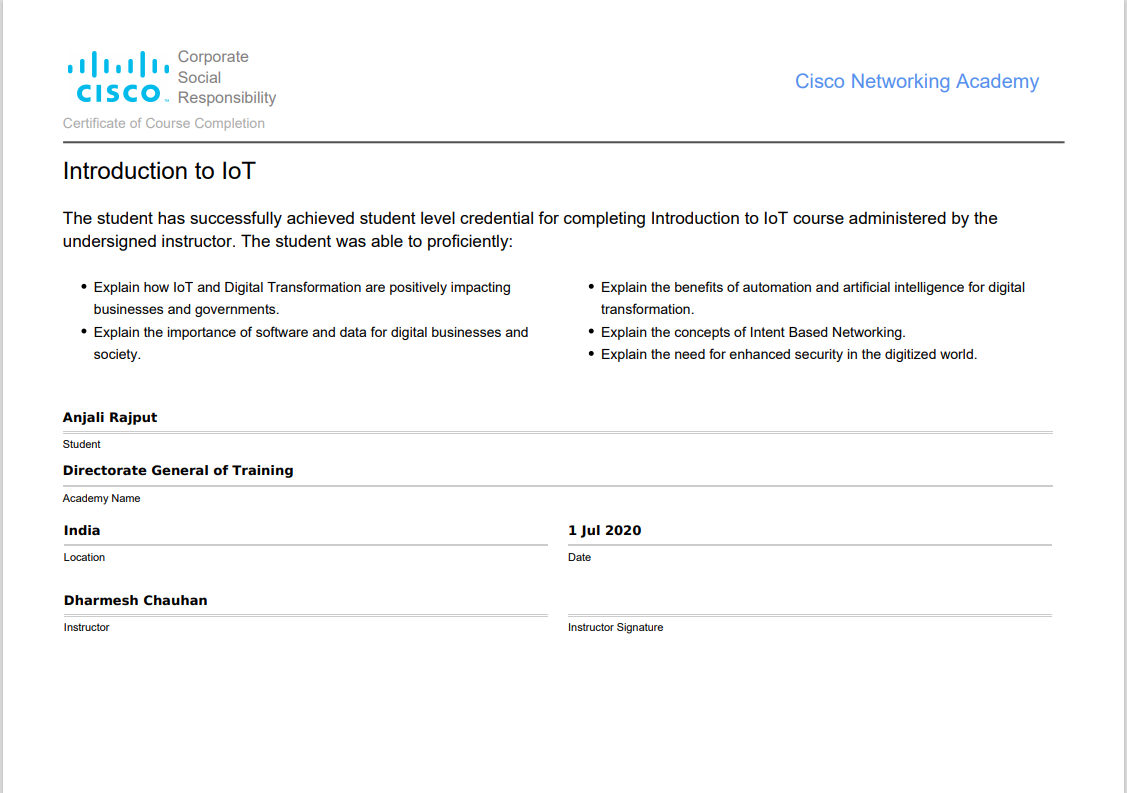 Corporate
Social
Responsibility
CISCO
Cisco Networking Academy
Certificate of Course Completion
Introduction to IoT
The student has successfully achieved student level credential for completing Introduction to IoT course administered by the
undersigned instructor. The student was able to proficiently:
• Explain how IoT and Digital Transformation are positively impacting
businesses and governments.
• Explain the importance of software and data for digital businesses and
society.
• Explain the benefits of automation and artificial intelligence for digital
transformation.
• Explain the concepts of Intent Based Networking.
• Explain the need for enhanced security in the digitized world.
Anjali Rajput
Student
Directorate General of Training
Academy Name
India
Location
1 Jul 2020
Date
Dharmesh Chauhan
Instructor
Instructor Signature